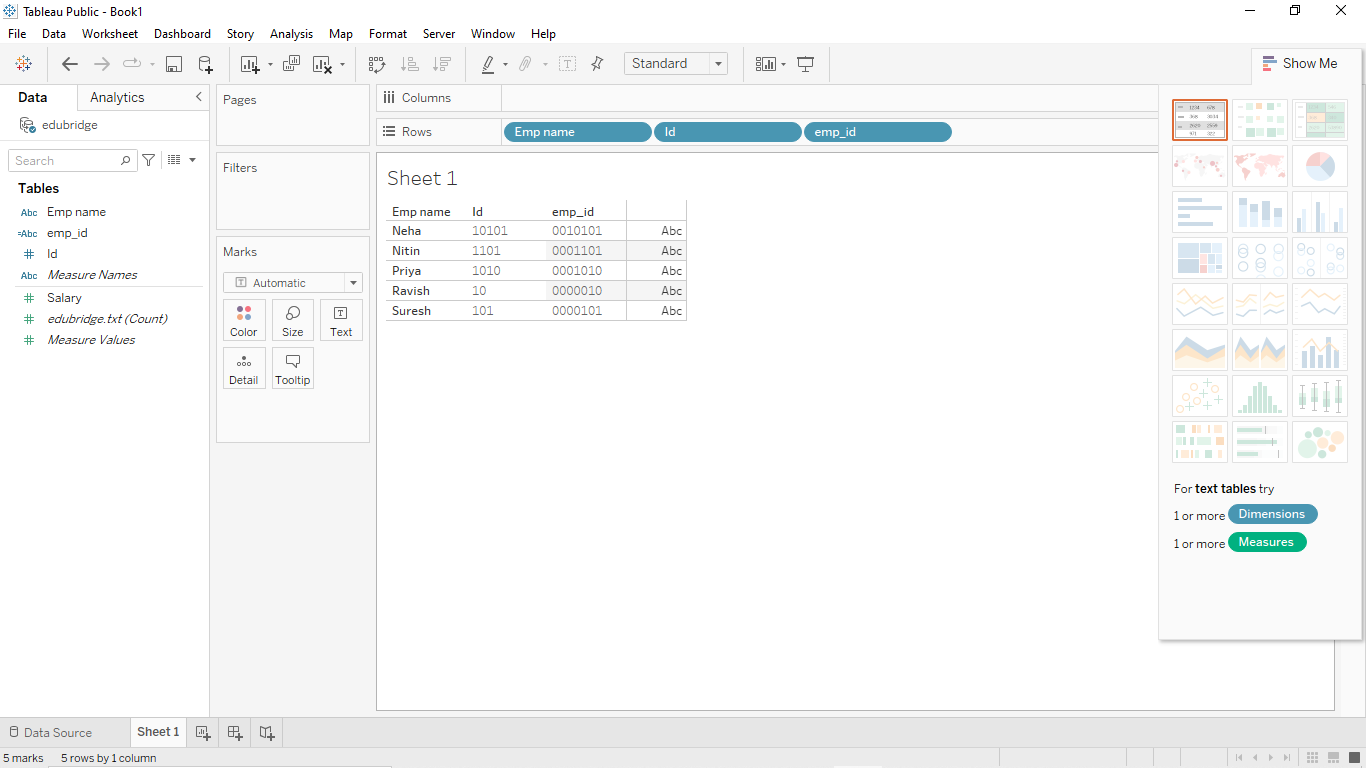 Tableau Public - Book1
File Data Worksheet Dashboard Story Analysis Map Format Server Window Help
Standard
Show Me
Data Analytics
edubridge
Search
Tables
Abc Emp name
=Abc emp_id
# Id
Abc Measure Names
# Salary
# edubridge.txt (Count)
# Measure Values
Pages
Filters
Marks
Automatic
Color Size Text
Detail Tooltip
Columns
Rows Emp name Id emp_id
Sheet 1
Emp name Id emp_id
Neha 10101 0010101 Abc
Nitin 1101 0001101 Abc
Priya 1010 0001010 Abc
Ravish 10 0000010 Abc
Suresh 101 0000101 Abc
For text tables try
1 or more Dimensions
1 or more Measures
Data Source Sheet 1
5 marks 5 rows by 1 column